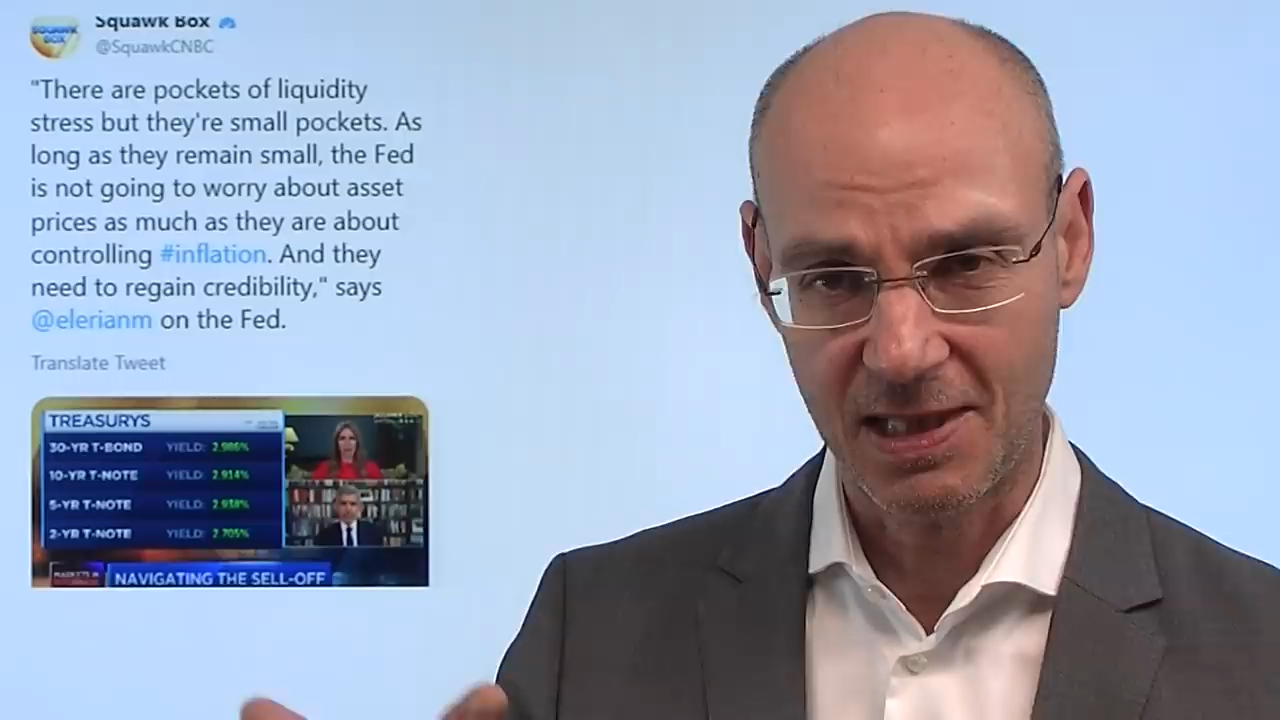 Squawk Box
@SquawkCNBC
"There are pockets of liquidity
stress but they're small pockets. As
long as they remain small, the Fed
is not going to worry about asset
prices as much as they are about
controlling #inflation. And they
need to regain credibility," says
@elerianm on the Fed.
Translate Tweet
TREASURYS
30-YR T-BOND YIELD: 2.986%
10-YR T-NOTE YIELD: 2.914%
5-YR T-NOTE YIELD: 2.938%
2-YR T-NOTE YIELD: 2.705%
NAVIGATING THE SELL-OFF